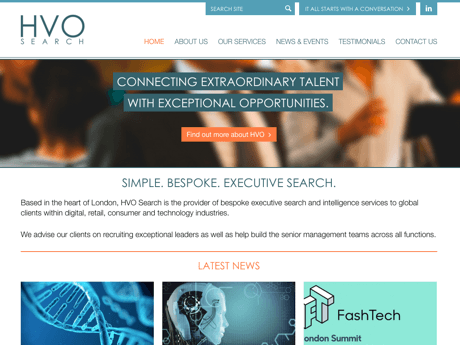 HVO
SEARCH
SEARCH SITE
IT ALL STARTS WITH A CONVERSATION >
in
HOME
ABOUT US
OUR SERVICES
NEWS & EVENTS
TESTIMONIALS
CONTACT US
CONNECTING EXTRAORDINARY TALENT
WITH EXCEPTIONAL OPPORTUNITIES.
Find out more about HVO >
SIMPLE. BESPOKE. EXECUTIVE SEARCH.
Based in the heart of London, HVO Search is the provider of bespoke executive search and intelligence services to global
clients within digital, retail, consumer and technology industries.
We advise our clients on recruiting exceptional leaders as well as help build the senior management teams across all functions.
LATEST NEWS
FashTech
London Summit